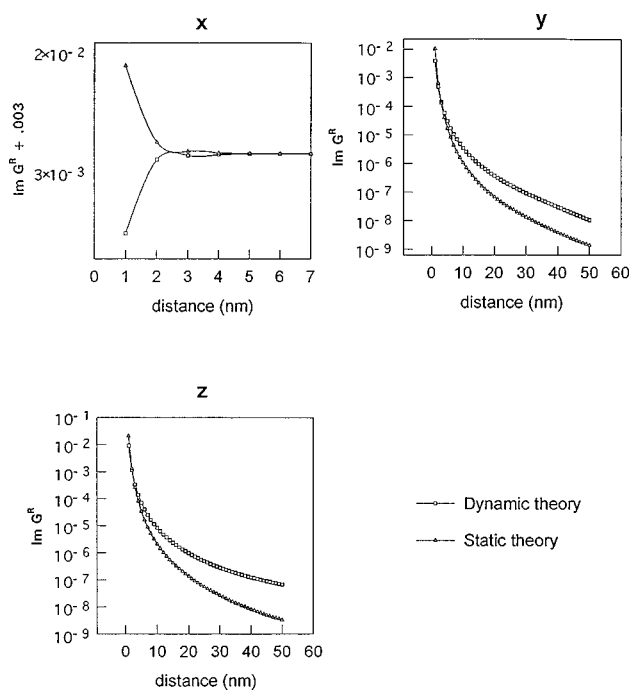 x
2×10⁻²
3×10⁻³
Im Gᴿ + .003
0 1 2 3 4 5 6 7
distance (nm)
y
10⁻²
10⁻³
10⁻⁴
10⁻⁵
10⁻⁶
10⁻⁷
10⁻⁸
10⁻⁹
Im Gᴿ
0 10 20 30 40 50 60
distance (nm)
z
10⁻¹
10⁻²
10⁻³
10⁻⁴
10⁻⁵
10⁻⁶
10⁻⁷
10⁻⁸
10⁻⁹
Im Gᴿ
0 10 20 30 40 50 60
distance (nm)
Dynamic theory
Static theory